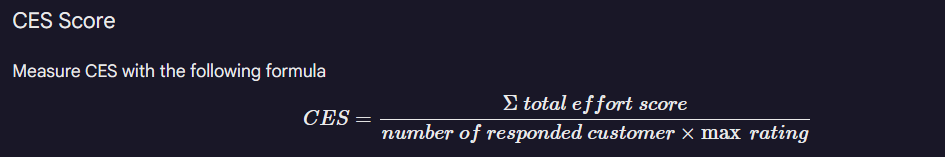 CES Score
Measure CES with the following formula
Σ total effort score
CES =
number of responded customer × max rating